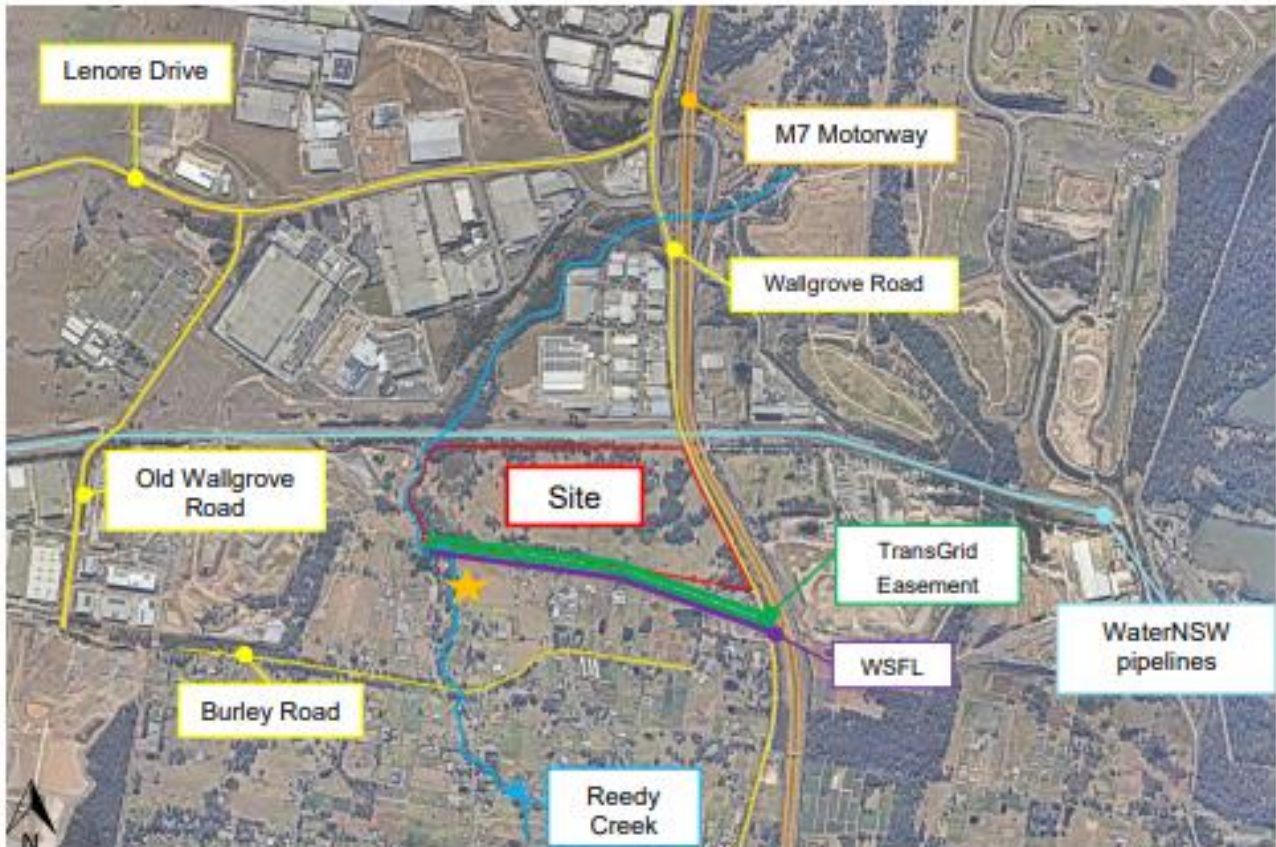 Lenore Drive
M7 Motorway
Wallgrove Road
Old Wallgrove
Road
Site
TransGrid
Easement
WaterNSW
pipelines
WSFL
Burley Road
Reedy
Creek
N